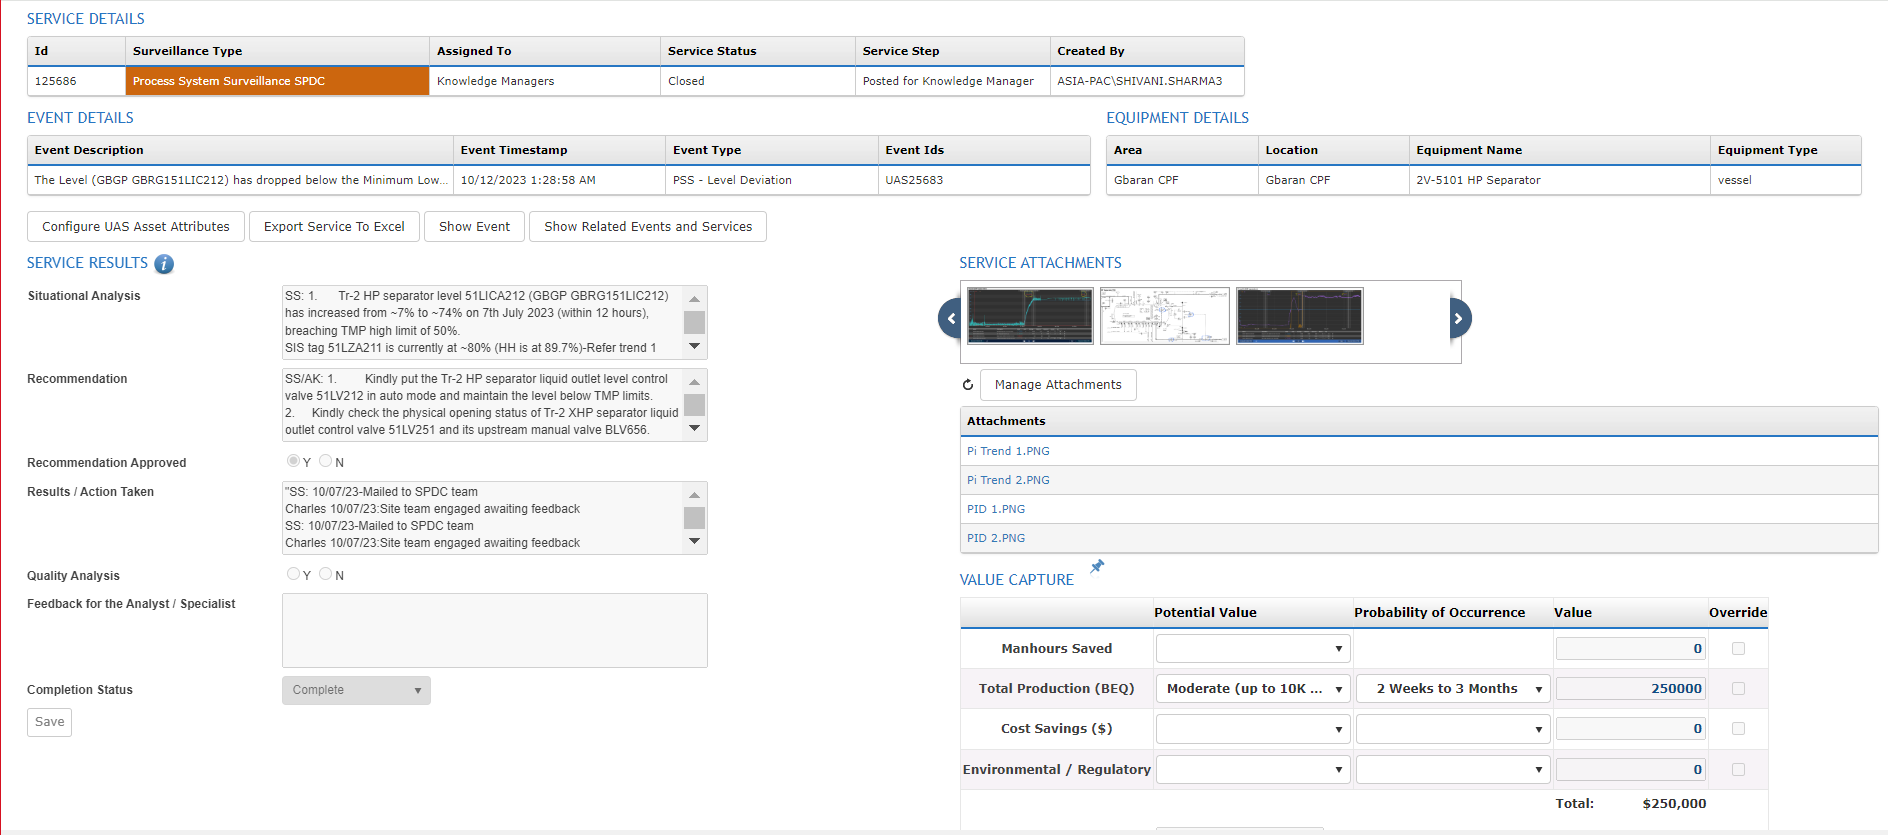 SERVICE DETAILS
Id Surveillance Type Assigned To Service Status Service Step Created By
125686 Process System Surveillance SPDC Knowledge Managers Closed Posted for Knowledge Manager ASIA-PAC\SHIVANI.SHARMA3
EVENT DETAILS
Event Description Event Timestamp Event Type Event Ids
The Level (GBGP GBRG151LIC212) has dropped below the Minimum Low... 10/12/2023 1:28:58 AM PSS - Level Deviation UAS25683
EQUIPMENT DETAILS
Area Location Equipment Name Equipment Type
Gbaran CPF Gbaran CPF 2V-5101 HP Separator vessel
Configure UAS Asset Attributes Export Service To Excel Show Event Show Related Events and Services
SERVICE RESULTS i
Situational Analysis
SS: 1. Tr-2 HP separator level 51LICA212 (GBGP GBRG151LIC212)
has increased from ~7% to ~74% on 7th July 2023 (within 12 hours),
breaching TMP high limit of 50%.
SIS tag 51LZA211 is currently at ~80% (HH is at 89.7%)-Refer trend 1
Recommendation
SS/AK: 1. Kindly put the Tr-2 HP separator liquid outlet level control
valve 51LV212 in auto mode and maintain the level below TMP limits.
2. Kindly check the physical opening status of Tr-2 XHP separator liquid
outlet control valve 51LV251 and its upstream manual valve BLV656.
Recommendation Approved Y N
Results / Action Taken
"SS: 10/07/23-Mailed to SPDC team
Charles 10/07/23:Site team engaged awaiting feedback
SS: 10/07/23-Mailed to SPDC team
Charles 10/07/23:Site team engaged awaiting feedback
Quality Analysis Y N
Feedback for the Analyst / Specialist
Completion Status Complete
Save
SERVICE ATTACHMENTS
Manage Attachments
Attachments
Pi Trend 1.PNG
Pi Trend 2.PNG
PID 1.PNG
PID 2.PNG
VALUE CAPTURE
Potential Value Probability of Occurrence Value Override
Manhours Saved 0
Total Production (BEQ) Moderate (up to 10K ... 2 Weeks to 3 Months 250000
Cost Savings ($) 0
Environmental / Regulatory 0
Total: $250,000